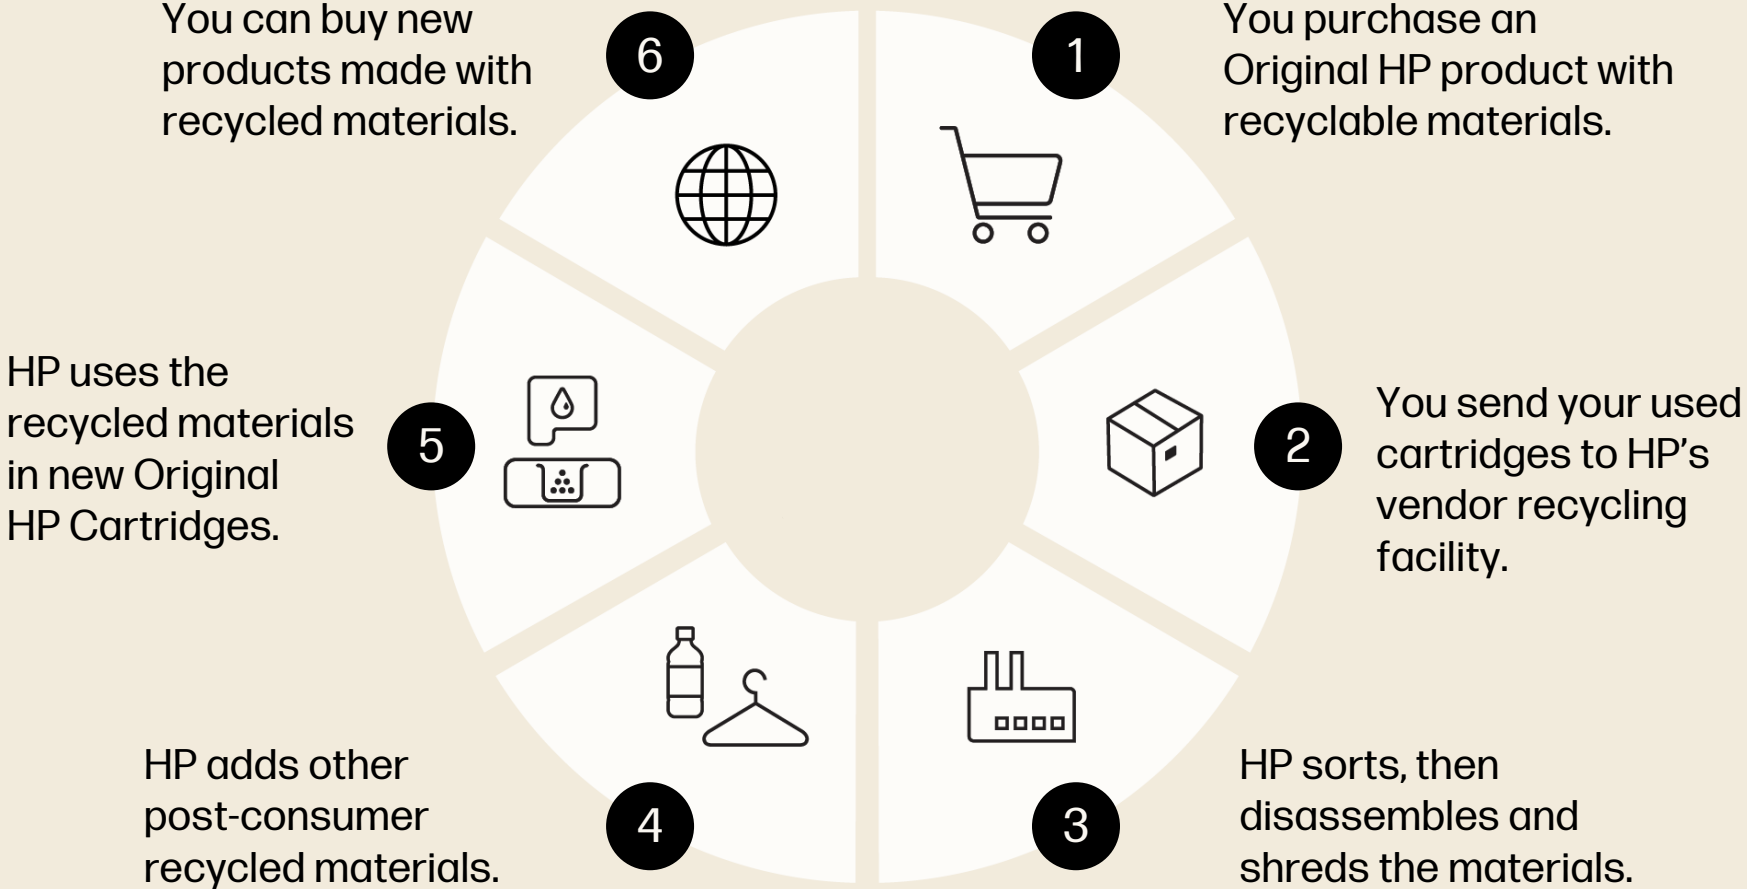 1
You purchase an
Original HP product with
recyclable materials.
2
You send your used
cartridges to HP’s
vendor recycling
facility.
3
HP sorts, then
disassembles and
shreds the materials.
4
HP adds other
post-consumer
recycled materials.
5
HP uses the
recycled materials
in new Original
HP Cartridges.
6
You can buy new
products made with
recycled materials.